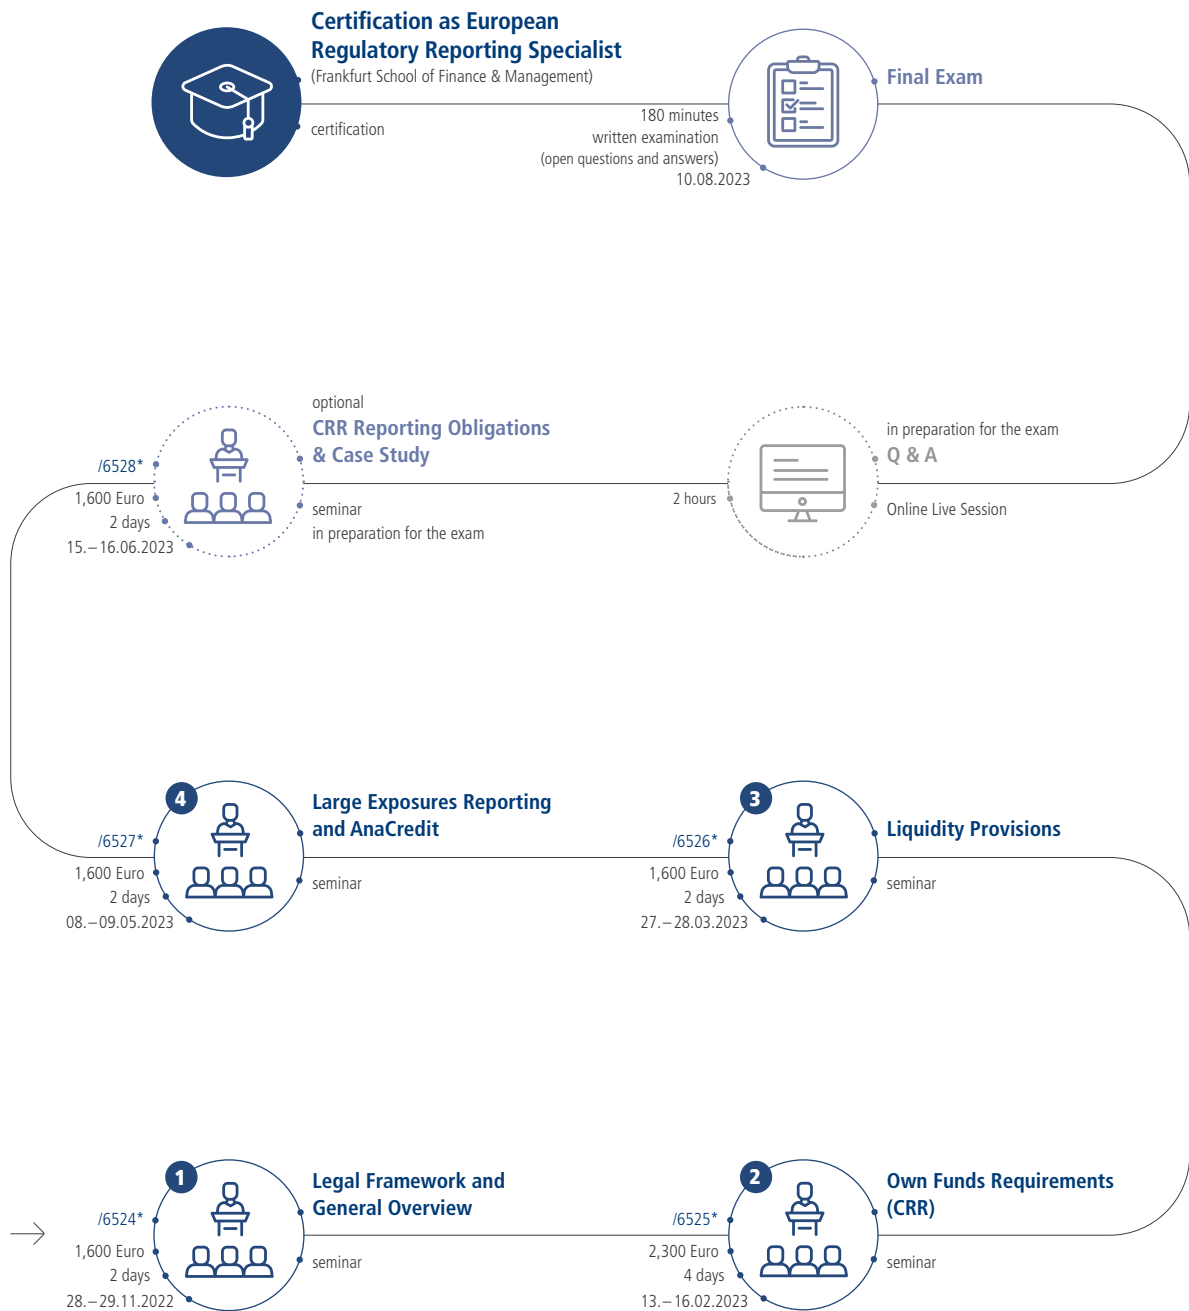 Certification as European
Regulatory Reporting Specialist
(Frankfurt School of Finance & Management)
certification
Final Exam
180 minutes
written examination
(open questions and answers)
10.08.2023
optional
CRR Reporting Obligations
& Case Study
/6528*
1,600 Euro
2 days
15.–16.06.2023
seminar
in preparation for the exam
in preparation for the exam
Q & A
2 hours
Online Live Session
4
Large Exposures Reporting
and AnaCredit
/6527*
1,600 Euro
2 days
08.–09.05.2023
seminar
3
Liquidity Provisions
/6526*
1,600 Euro
2 days
27.–28.03.2023
seminar
1
Legal Framework and
General Overview
/6524*
1,600 Euro
2 days
28.–29.11.2022
seminar
2
Own Funds Requirements
(CRR)
/6525*
2,300 Euro
4 days
13.–16.02.2023
seminar